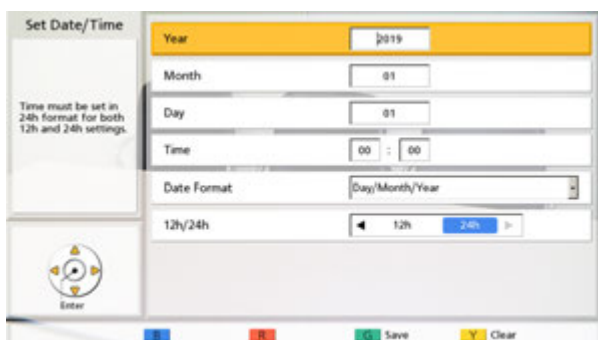 Set Date/Time
Time must be set in
24h format for both
12h and 24h settings.
Enter
Year 2019
Month 01
Day 01
Time 00 : 00
Date Format Day/Month/Year
12h/24h 12h 24h
B R G Save Y Clear